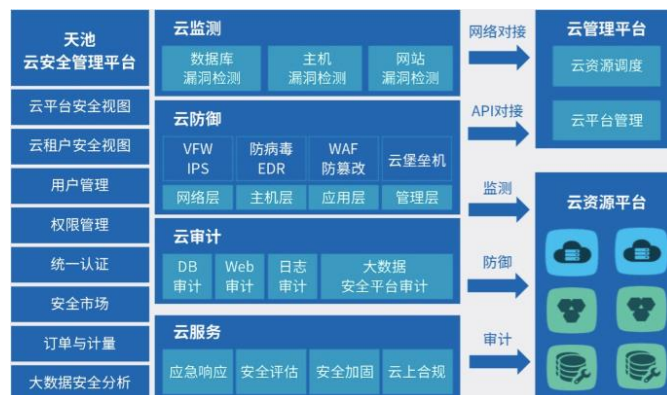 天池
云安全管理平台
云平台安全视图
云租户安全视图
用户管理
权限管理
统一认证
安全市场
订单与计量
大数据安全分析
云监测
数据库
漏洞检测
主机
漏洞检测
网站
漏洞检测
云防御
VFW
IPS
防病毒
EDR
WAF
防篡改
云堡垒机
网络层
主机层
应用层
管理层
云审计
DB
审计
Web
审计
日志
审计
大数据
安全平台审计
云服务
应急响应
安全评估
安全加固
云上合规
网络对接
API对接
监测
防御
审计
云管理平台
云资源调度
云平台管理
云资源平台